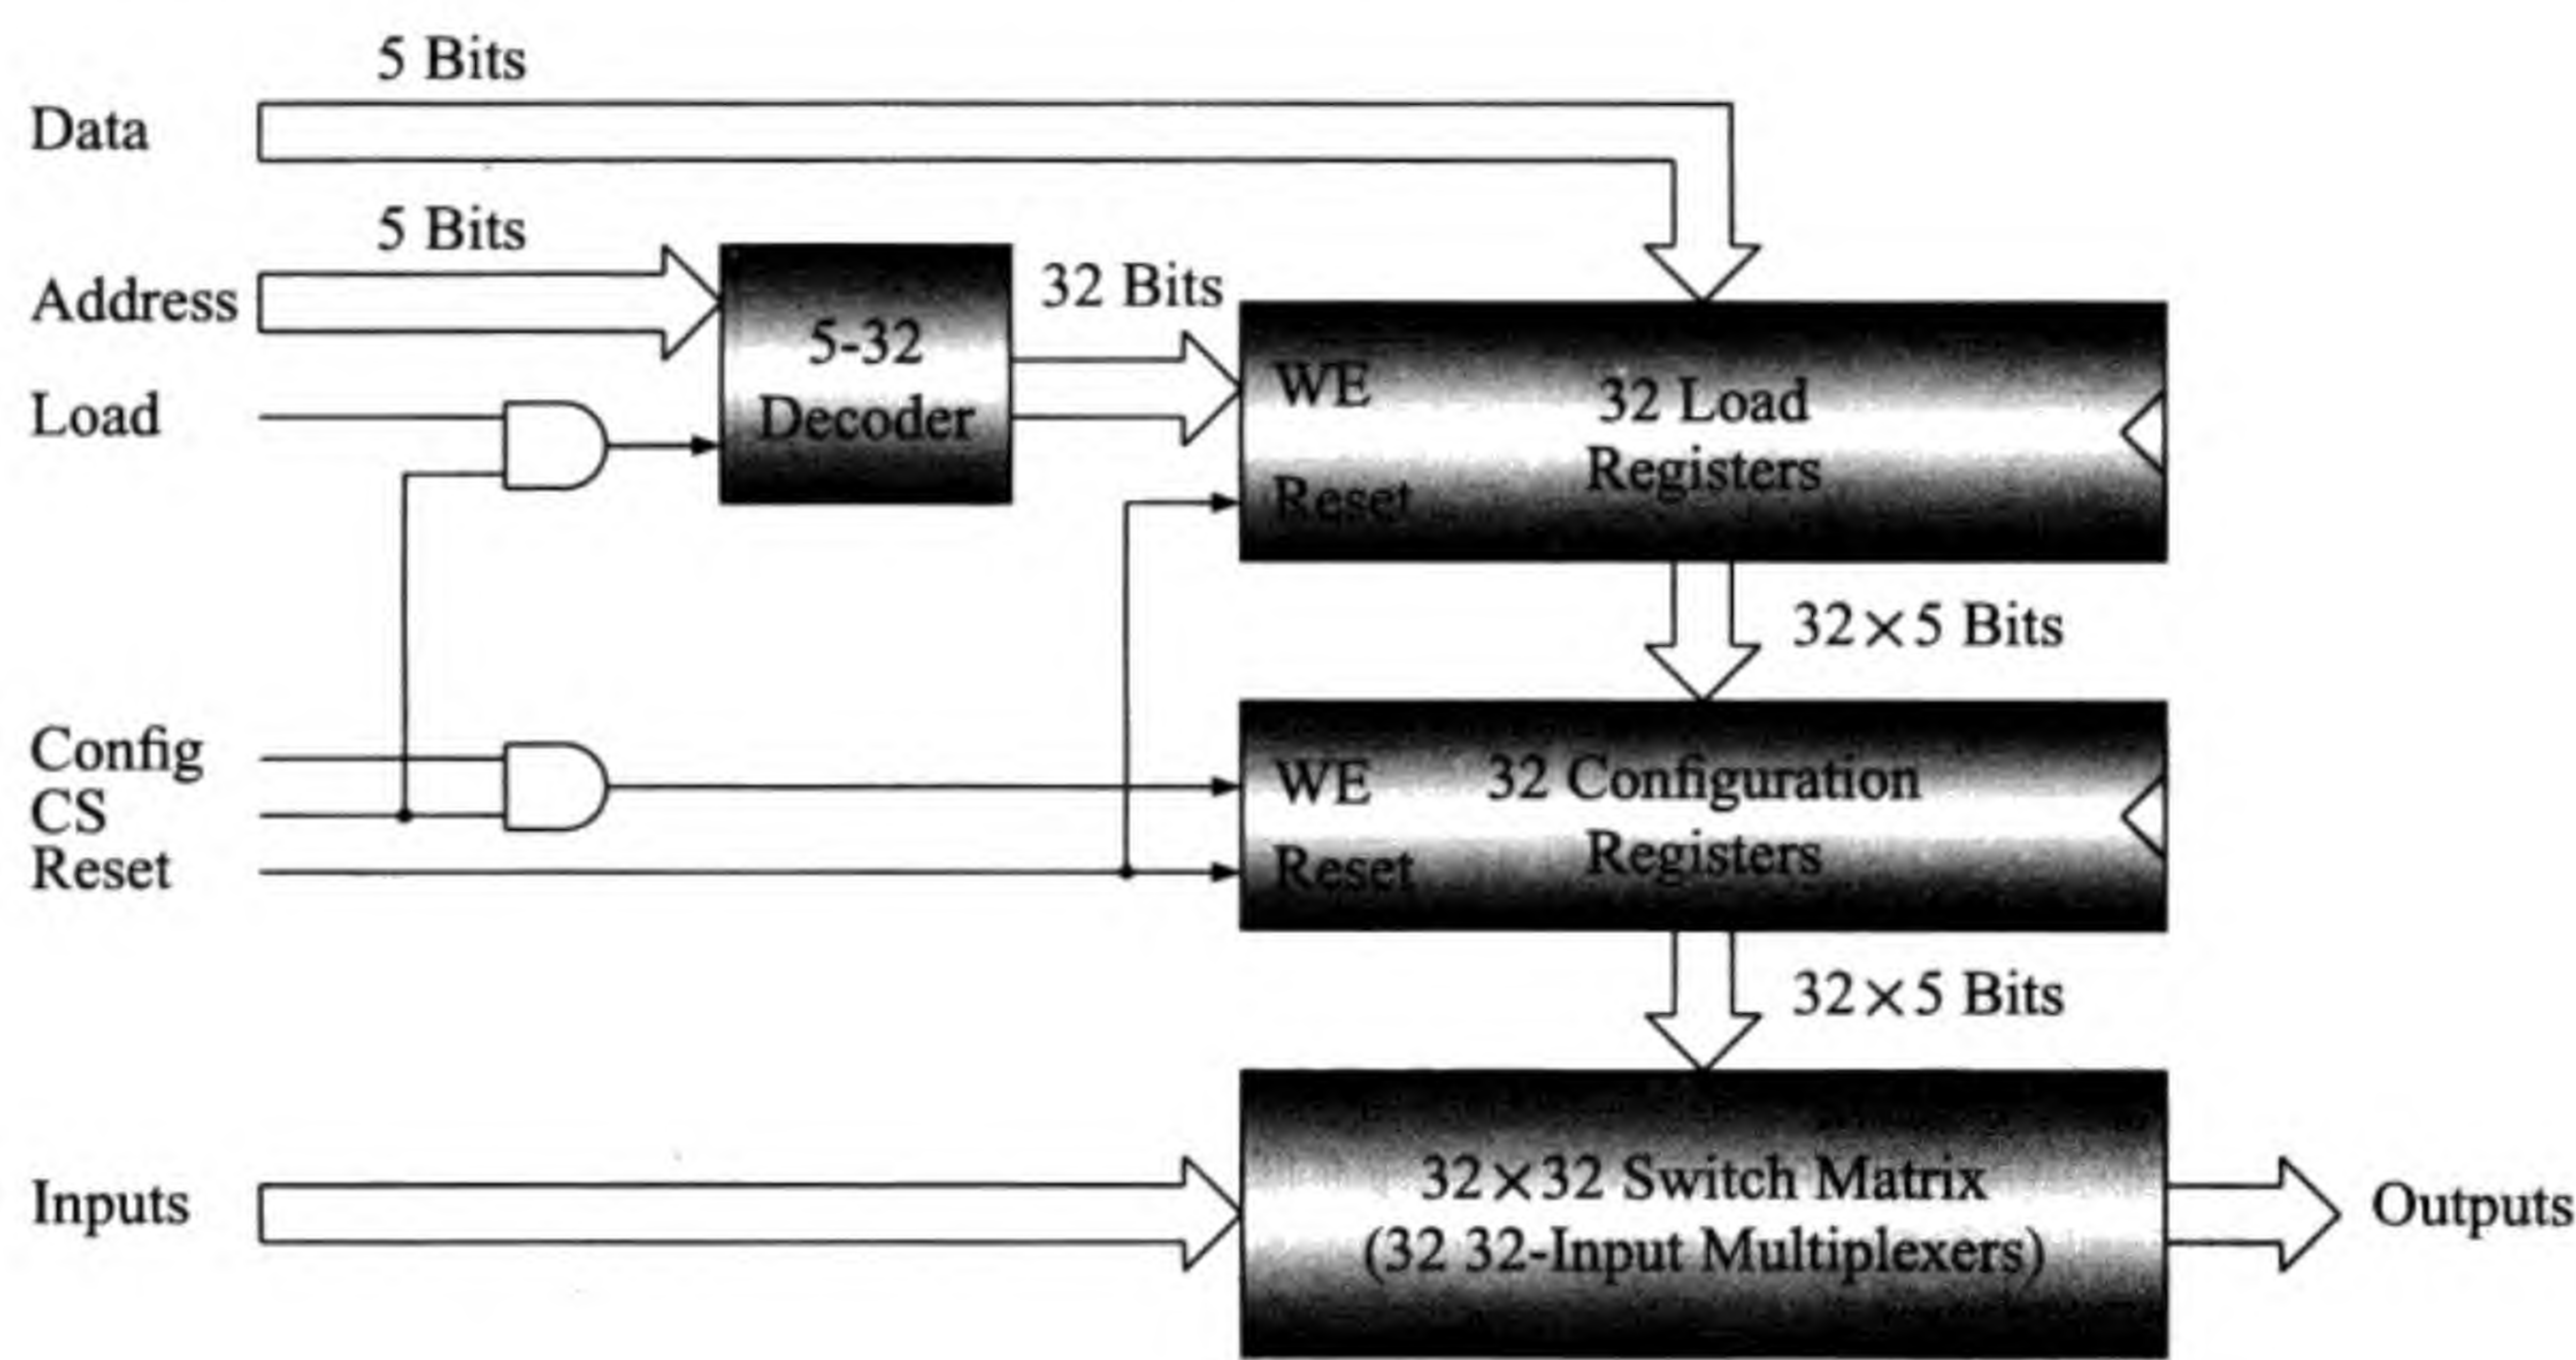 5 Bits
Data
5 Bits
Address
32 Bits
5-32
Decoder
Load
WE
32 Load
Registers
Reset
32×5 Bits
Config
CS
Reset
WE
32 Configuration
Registers
Reset
32×5 Bits
Inputs
32×32 Switch Matrix
(32 32-Input Multiplexers)
Outputs